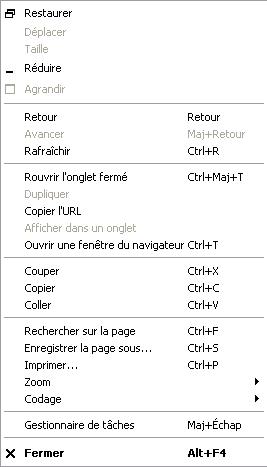 Restaurer
Déplacer
Taille
Réduire
Agrandir
Retour Retour
Avancer Maj+Retour
Rafraîchir Ctrl+R
Rouvrir l'onglet fermé Ctrl+Maj+T
Dupliquer
Copier l'URL
Afficher dans un onglet
Ouvrir une fenêtre du navigateur Ctrl+T
Couper Ctrl+X
Copier Ctrl+C
Coller Ctrl+V
Rechercher sur la page Ctrl+F
Enregistrer la page sous... Ctrl+S
Imprimer... Ctrl+P
Zoom
Codage
Gestionnaire de tâches Maj+Échap
Fermer Alt+F4